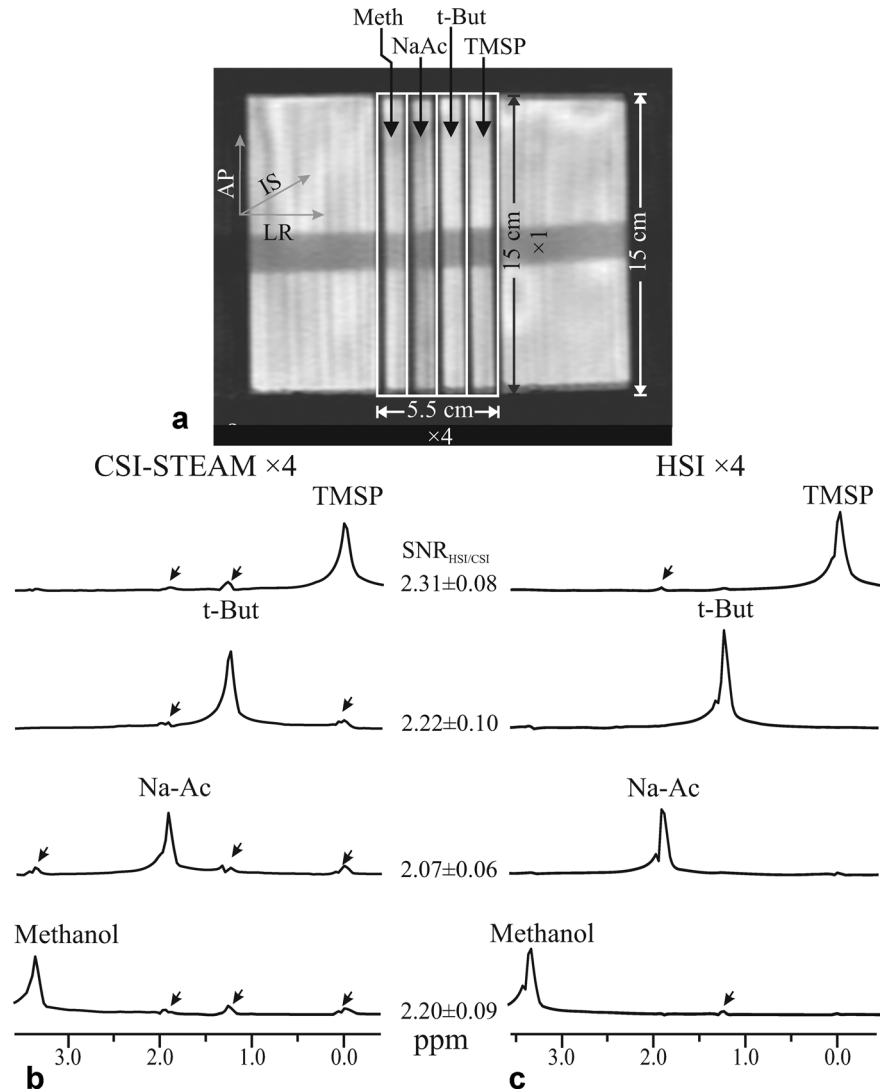 Meth
t-But
NaAc
TMSP
AP
IS
LR
15 cm
×1
15 cm
5.5 cm
×4
a
CSI-STEAM ×4
HSI ×4
TMSP
SNR HSI/CSI
TMSP
2.31±0.08
t-But
t-But
2.22±0.10
Na-Ac
Na-Ac
2.07±0.06
Methanol
Methanol
2.20±0.09
3.0 2.0 1.0 0.0
ppm
3.0 2.0 1.0 0.0
b
c